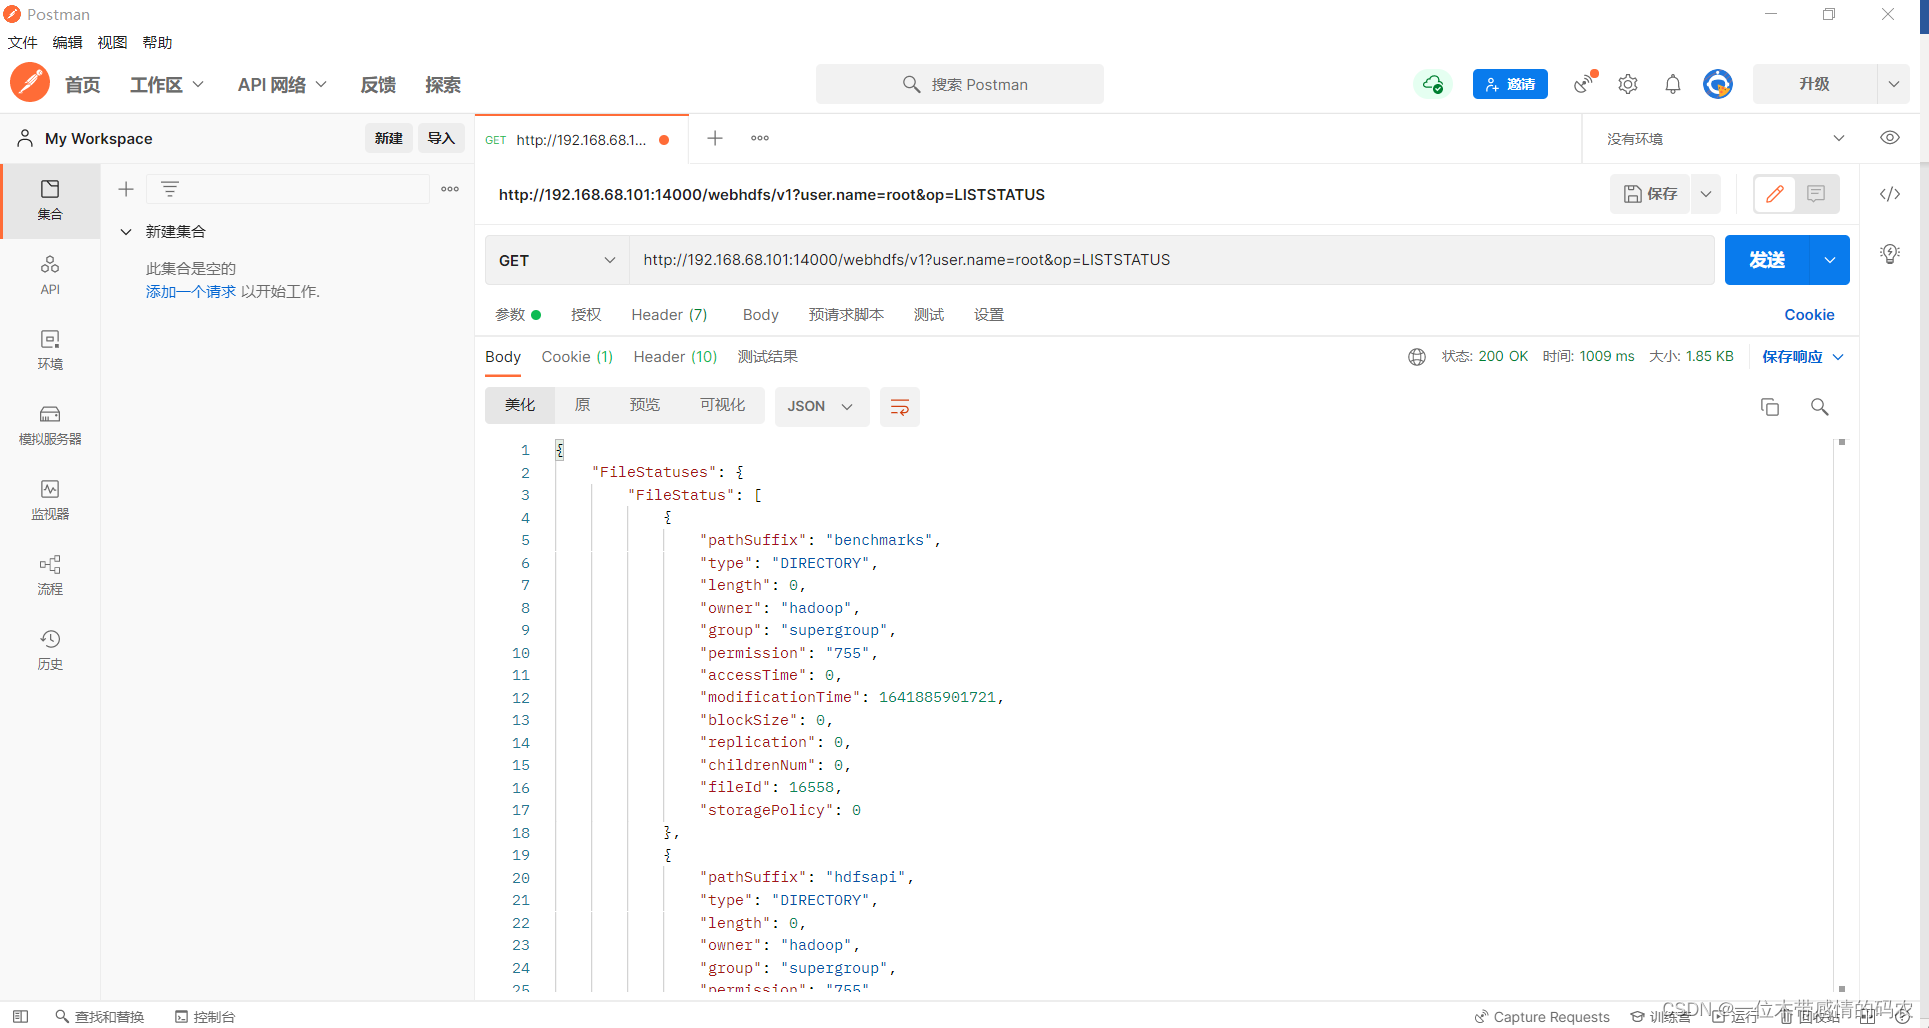 Postman
文件 编辑 视图 帮助
首页 工作区 API 网络 反馈 探索 搜索 Postman 邀请 升级
My Workspace 新建 导入 GET http://192.168.68.1... 没有环境
集合
API
环境
模拟服务器
监视器
流程
历史
新建集合
此集合是空的
添加一个请求 以开始工作.
http://192.168.68.101:14000/webhdfs/v1?user.name=root&op=LISTSTATUS 保存
GET http://192.168.68.101:14000/webhdfs/v1?user.name=root&op=LISTSTATUS 发送
参数 授权 Header (7) Body 预请求脚本 测试 设置 Cookie
Body Cookie (1) Header (10) 测试结果 状态: 200 OK 时间: 1009 ms 大小: 1.85 KB 保存响应
美化 原 预览 可视化 JSON
1 {
2 "FileStatuses": {
3 "FileStatus": [
4 {
5 "pathSuffix": "benchmarks",
6 "type": "DIRECTORY",
7 "length": 0,
8 "owner": "hadoop",
9 "group": "supergroup",
10 "permission": "755",
11 "accessTime": 0,
12 "modificationTime": 1641885901721,
13 "blockSize": 0,
14 "replication": 0,
15 "childrenNum": 0,
16 "fileId": 16558,
17 "storagePolicy": 0
18 },
19 {
20 "pathSuffix": "hdfsapi",
21 "type": "DIRECTORY",
22 "length": 0,
23 "owner": "hadoop",
24 "group": "supergroup",
25 "permission": "755"
查找和替换 控制台 Capture Requests 训练营 运行 回收站
CSDN @一位木带感情的码农